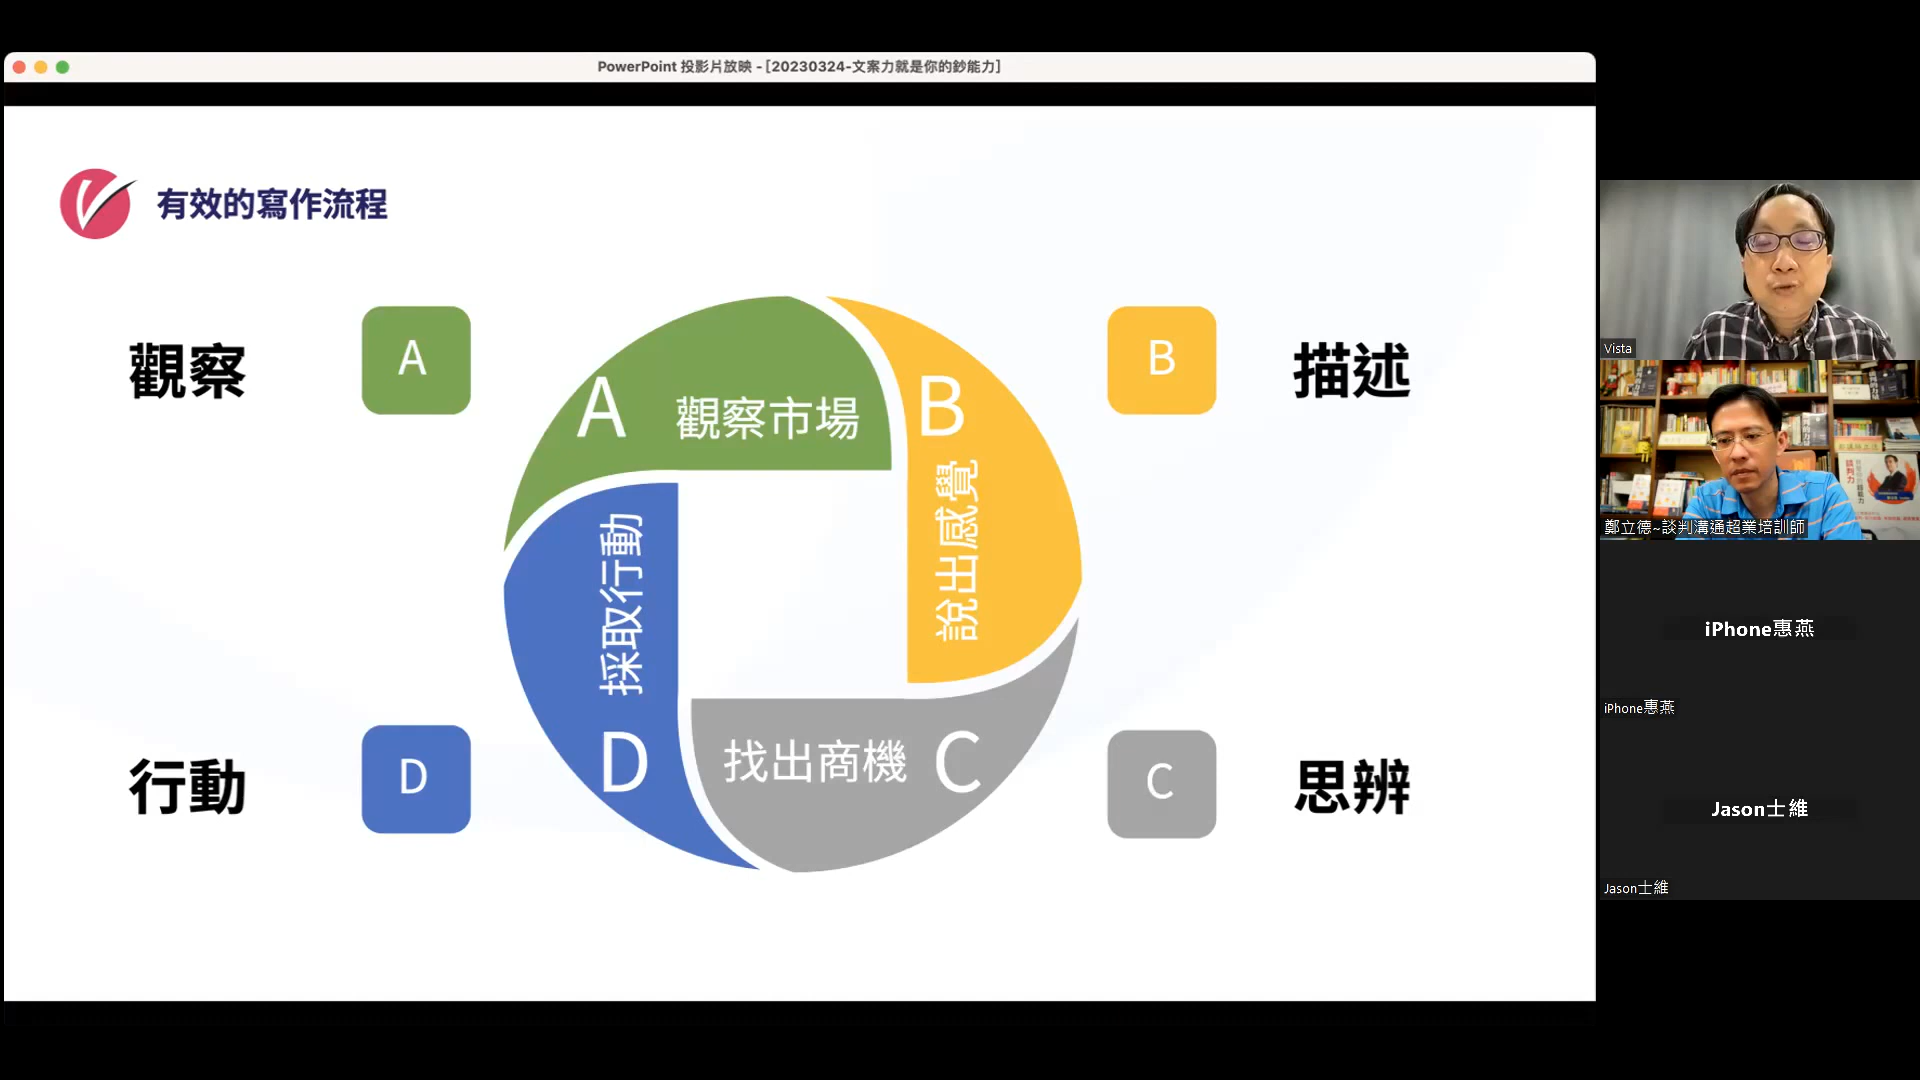 PowerPoint 投影片放映 - [20230324-文案力就是你的鈔能力]
有效的寫作流程
觀察
A
A 觀察市場
B
說出感覺
B
描述
採取行動
D
找出商機 C
行動
D
C
思辨
Vista
談判力
鄭立德~談判溝通超業培訓師
iPhone惠燕
iPhone惠燕
Jason士維
Jason士維